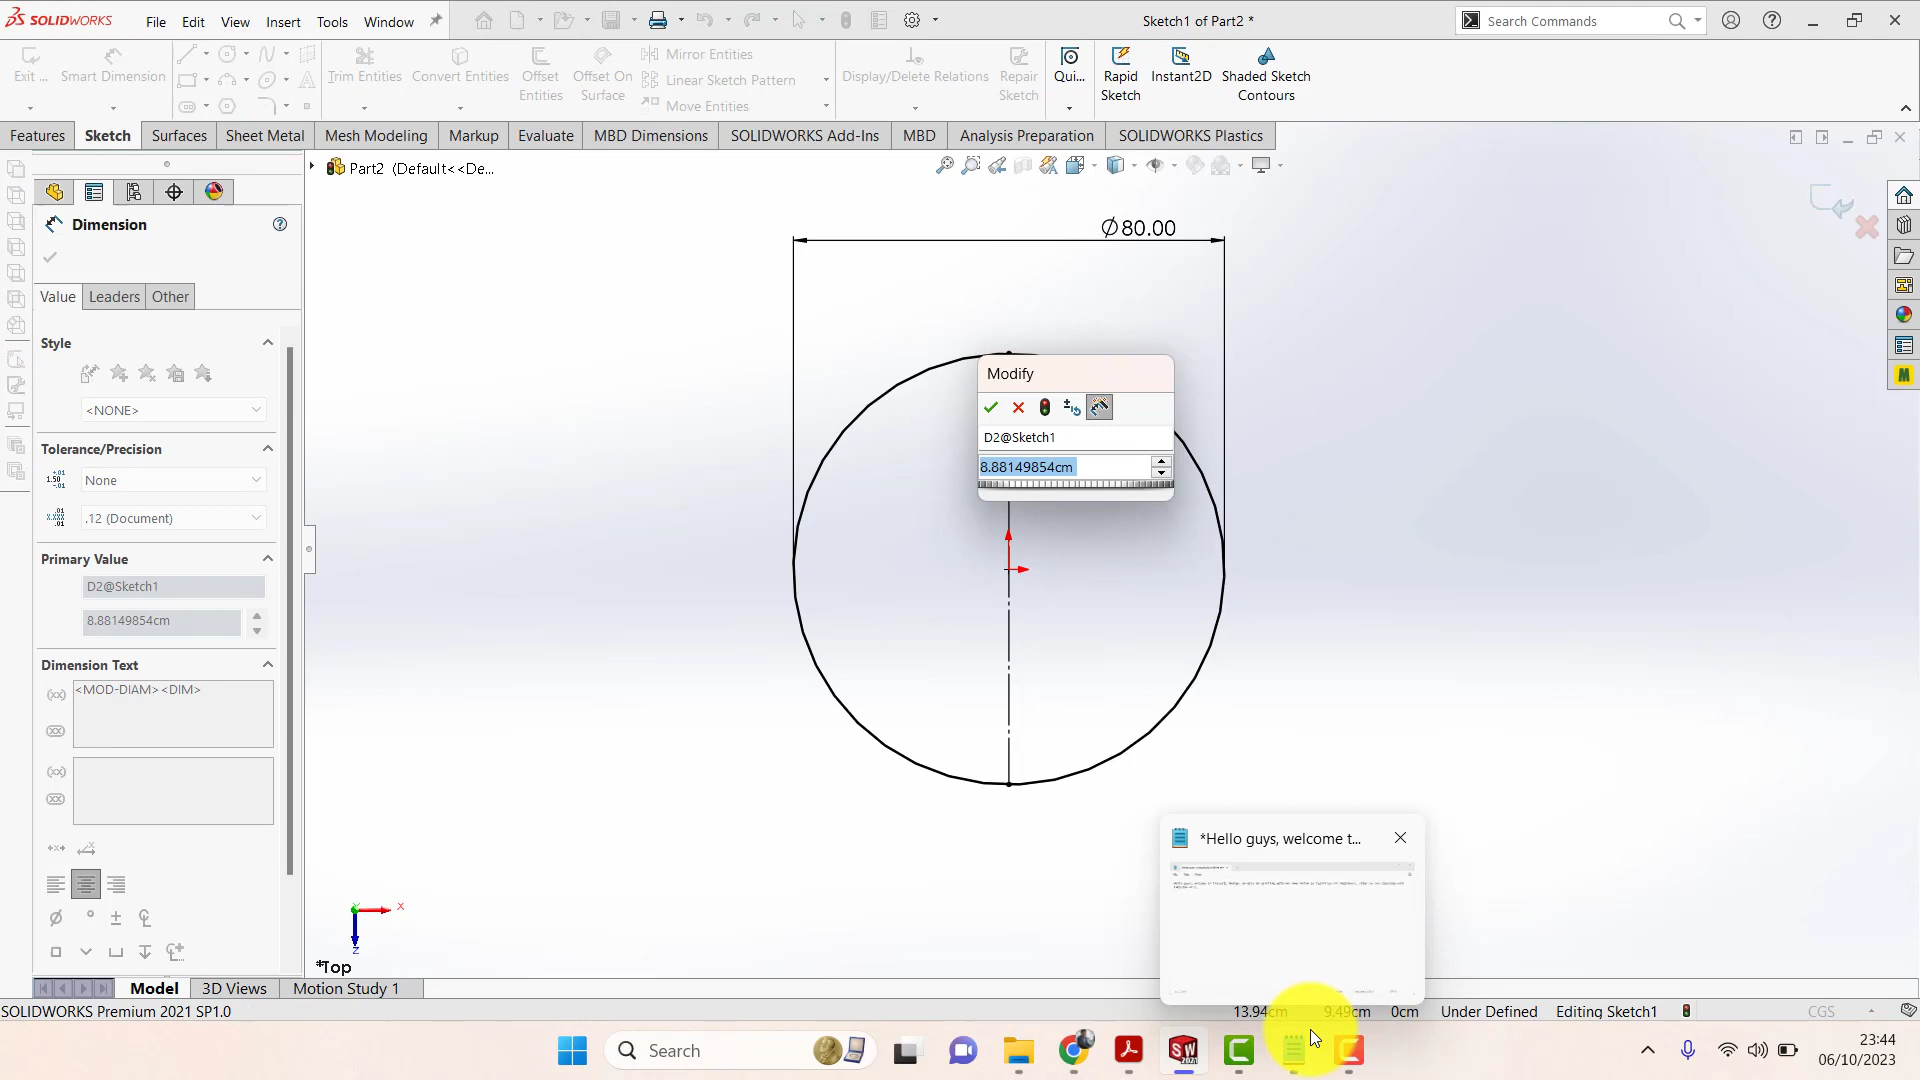 SOLIDWORKS File Edit View Insert Tools Window Sketch1 of Part2 * Search Commands
Exit ... Smart Dimension Trim Entities Convert Entities Offset Entities Offset On Surface Mirror Entities Display/Delete Relations Repair Sketch Qui... Rapid Sketch Instant2D Shaded Sketch Contours
Linear Sketch Pattern
Move Entities
Features Sketch Surfaces Sheet Metal Mesh Modeling Markup Evaluate MBD Dimensions SOLIDWORKS Add-Ins MBD Analysis Preparation SOLIDWORKS Plastics
Part2 (Default<<De...
Dimension
Value Leaders Other
Style
<NONE>
Tolerance/Precision
None
.12 (Document)
Primary Value
D2@Sketch1
8.88149854cm
Dimension Text
<MOD-DIAM><DIM>
∅80.00
Modify
D2@Sketch1
8.88149854cm
*Hello guys, welcome t...
X
Z
*Top
Model 3D Views Motion Study 1
SOLIDWORKS Premium 2021 SP1.0 13.94cm 9.49cm 0cm Under Defined Editing Sketch1 CGS
Search
23:44
06/10/2023